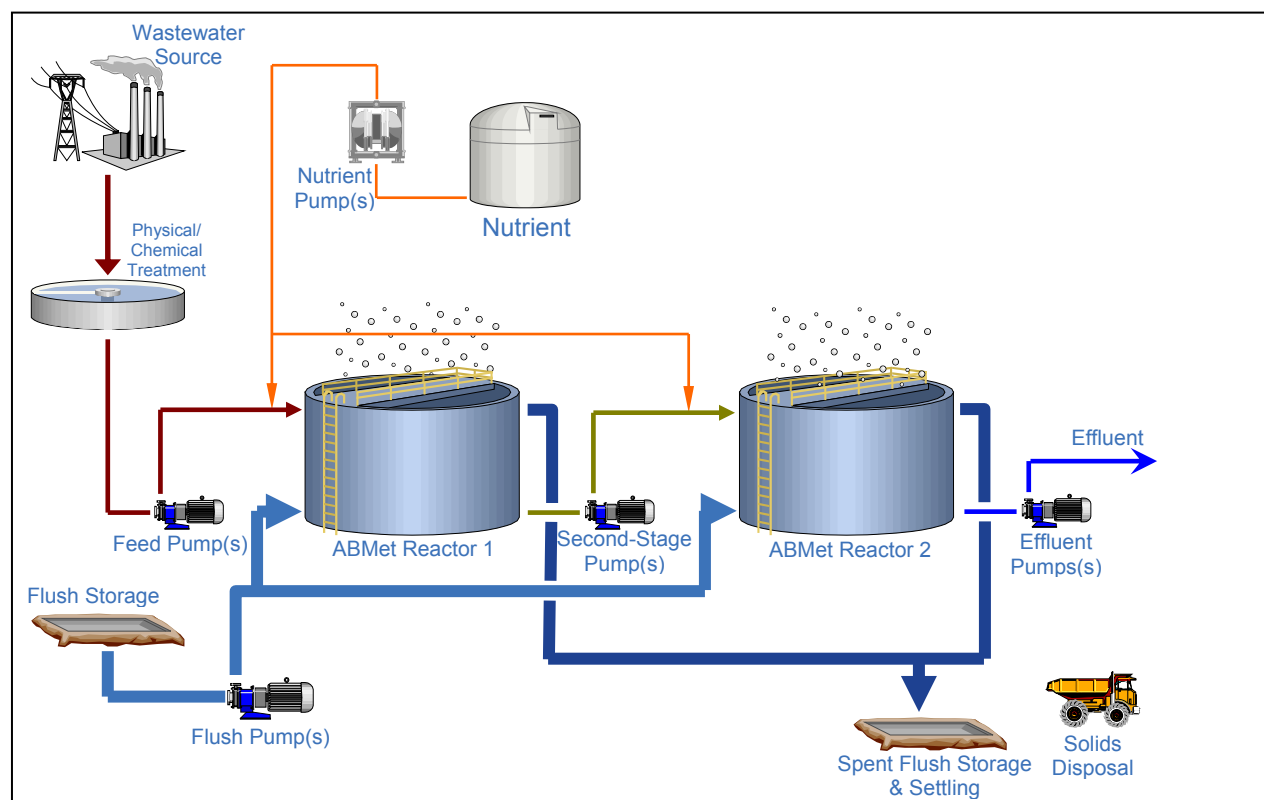 Wastewater
Source
Nutrient
Pump(s)
Nutrient
Physical/
Chemical
Treatment
Effluent
Feed Pump(s)
ABMet Reactor 1
Second-Stage
Pump(s)
ABMet Reactor 2
Effluent
Pumps(s)
Flush Storage
Flush Pump(s)
Spent Flush Storage
& Settling
Solids
Disposal